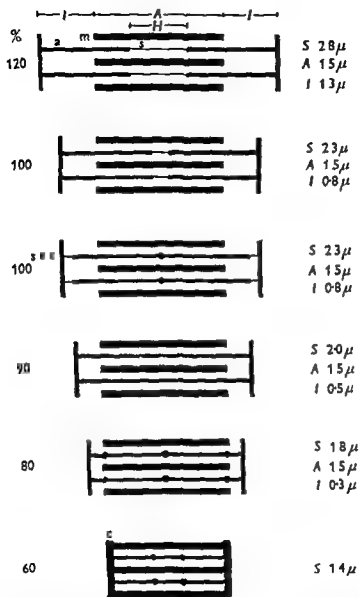 I A I
H
%
120
a m s
S 2·8µ
A 1·5µ
I 1·3µ
100
S 2·3µ
A 1·5µ
I 0·8µ
100
S E E
S 2·3µ
A 1·5µ
I 0·8µ
90
S 2·0µ
A 1·5µ
I 0·5µ
80
S 1·8µ
A 1·5µ
I 0·3µ
60
S 1·4µ